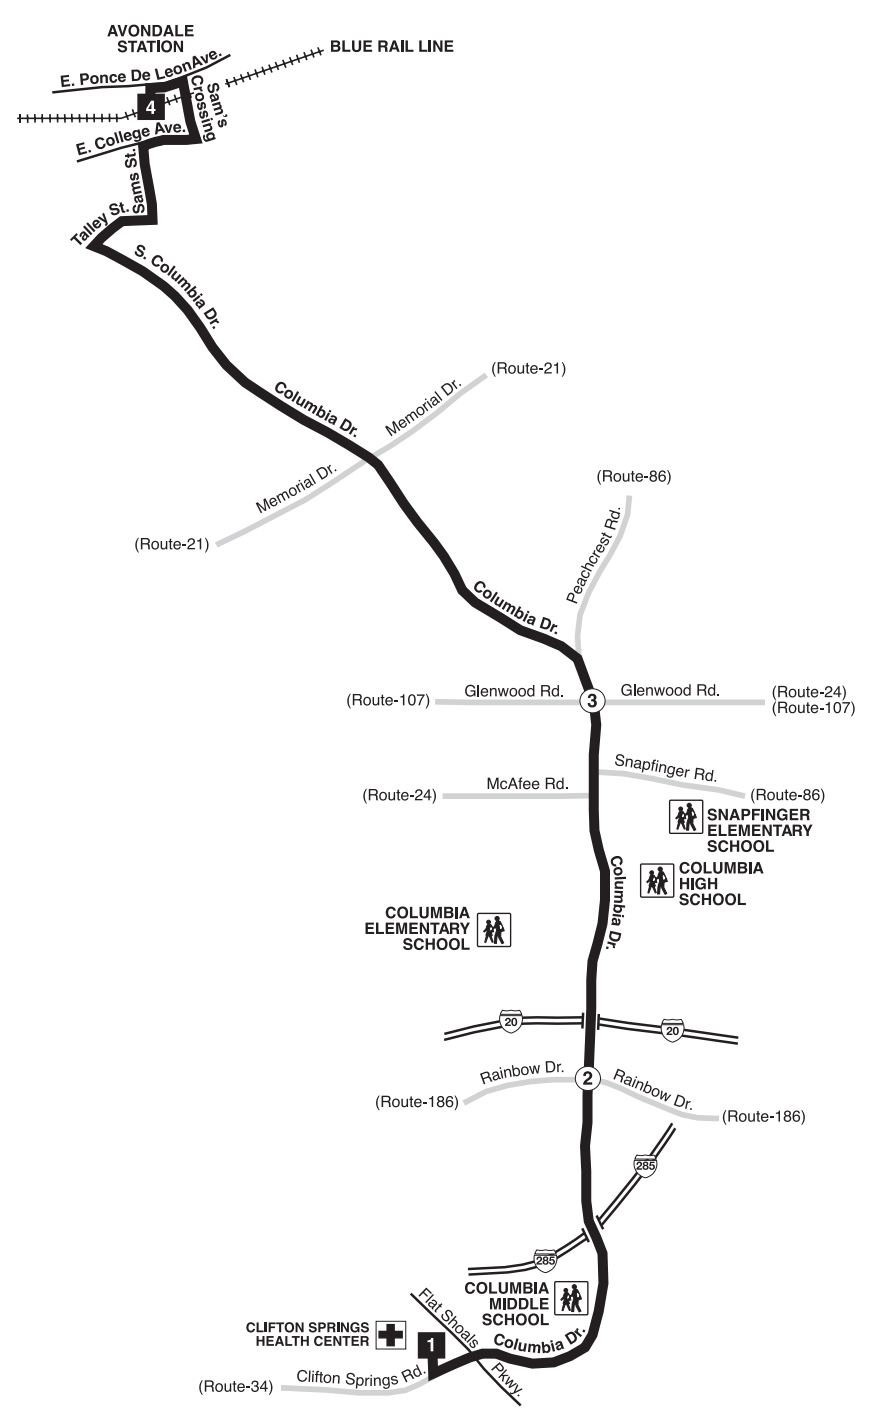 AVONDALE
STATION
BLUE RAIL LINE
E. Ponce De Leon Ave.
Sam's
Crossing
4
E. College Ave.
Sams St.
Talley St.
S. Columbia Dr.
(Route-21)
Memorial Dr.
Columbia Dr.
Memorial Dr.
(Route-21)
(Route-86)
Peachcrest Rd.
Columbia Dr.
(Route-107)
Glenwood Rd.
3
Glenwood Rd.
(Route-24)
(Route-107)
Snapfinger Rd.
(Route-86)
McAfee Rd.
(Route-24)
SNAPFINGER
ELEMENTARY
SCHOOL
COLUMBIA
HIGH
SCHOOL
Columbia Dr.
COLUMBIA
ELEMENTARY
SCHOOL
20
20
Rainbow Dr.
2
Rainbow Dr.
(Route-186)
(Route-186)
285
285
COLUMBIA
MIDDLE
SCHOOL
Flat Shoals
Pkwy.
CLIFTON SPRINGS
HEALTH CENTER
1
Columbia Dr.
Clifton Springs Rd.
(Route-34)